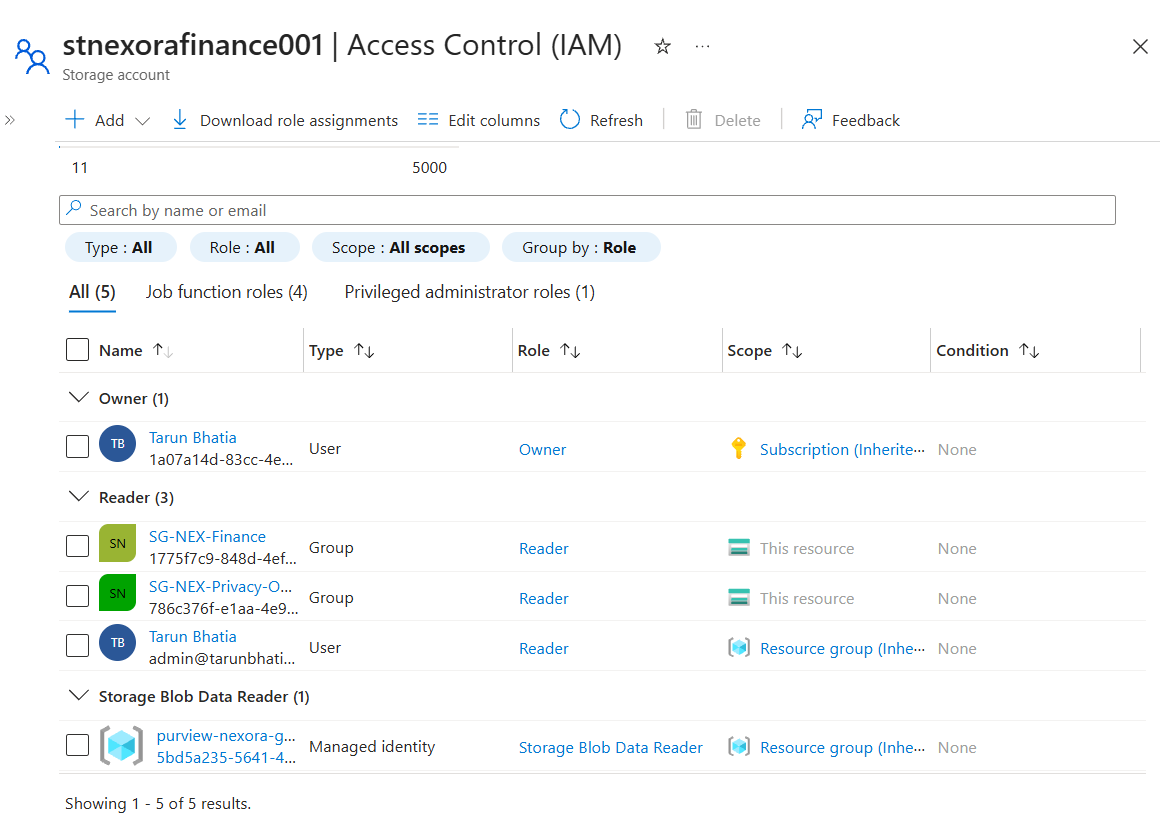 stnexorafinance001 | Access Control (IAM) ☆ ···
Storage account
Add Download role assignments Edit columns Refresh Delete Feedback
11 5000
Search by name or email
Type : All Role : All Scope : All scopes Group by : Role
All (5) Job function roles (4) Privileged administrator roles (1)
Name Type Role Scope Condition
Owner (1)
TB
Tarun Bhatia
1a07a14d-83cc-4e...
User Owner Subscription (Inherite··· None
Reader (3)
SN
SG-NEX-Finance
1775f7c9-848d-4ef...
Group Reader This resource None
SN
SG-NEX-Privacy-O...
786c376f-e1aa-4e9...
Group Reader This resource None
TB
Tarun Bhatia
admin@tarunbhati...
User Reader Resource group (Inhe··· None
Storage Blob Data Reader (1)
purview-nexora-g...
5bd5a235-5641-4...
Managed identity Storage Blob Data Reader Resource group (Inhe··· None
Showing 1 - 5 of 5 results.